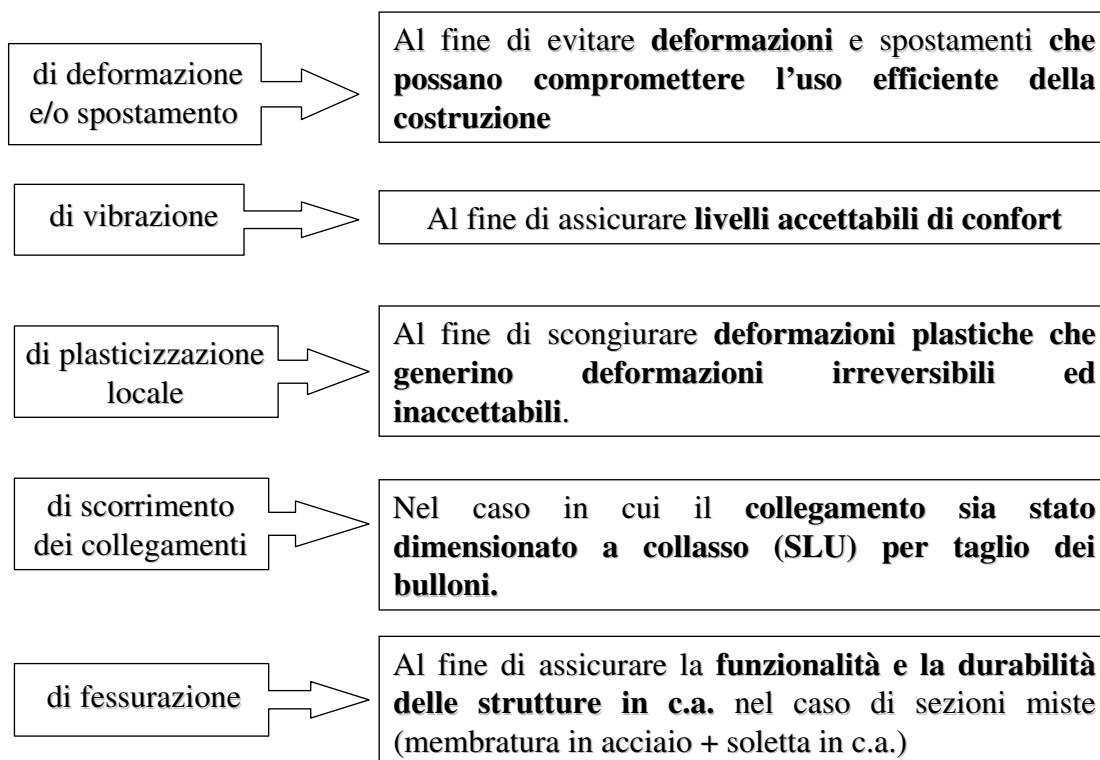 di deformazione
e/o spostamento
Al fine di evitare deformazioni e spostamenti che
possano compromettere l’uso efficiente della
costruzione
di vibrazione
Al fine di assicurare livelli accettabili di confort
di plasticizzazione
locale
Al fine di scongiurare deformazioni plastiche che
generino deformazioni irreversibili ed
inaccettabili.
di scorrimento
dei collegamenti
Nel caso in cui il collegamento sia stato
dimensionato a collasso (SLU) per taglio dei
bulloni.
di fessurazione
Al fine di assicurare la funzionalità e la durabilità
delle strutture in c.a. nel caso di sezioni miste
(membratura in acciaio + soletta in c.a.)